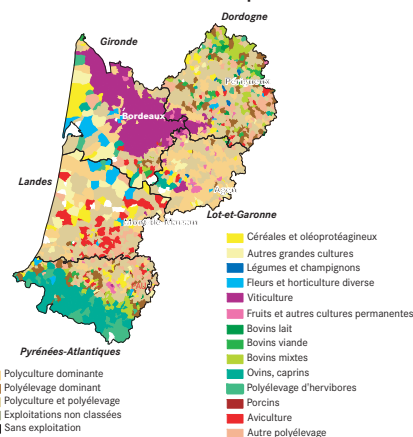 Dordogne
Gironde
Périgueux
Bordeaux
Agen
Landes
Mont-de-Marsan
Lot-et-Garonne
Pyrénées-Atlantiques
Céréales et oléoprotéagineux
Autres grandes cultures
Légumes et champignons
Fleurs et horticulture diverse
Viticulture
Fruits et autres cultures permanentes
Bovins lait
Bovins viande
Bovins mixtes
Ovins, caprins
Polyélevage d'hervibores
Porcins
Aviculture
Autre polyélevage
Polyculture dominante
Polyélevage dominant
Polyculture et polyélevage
Exploitations non classées
Sans exploitation